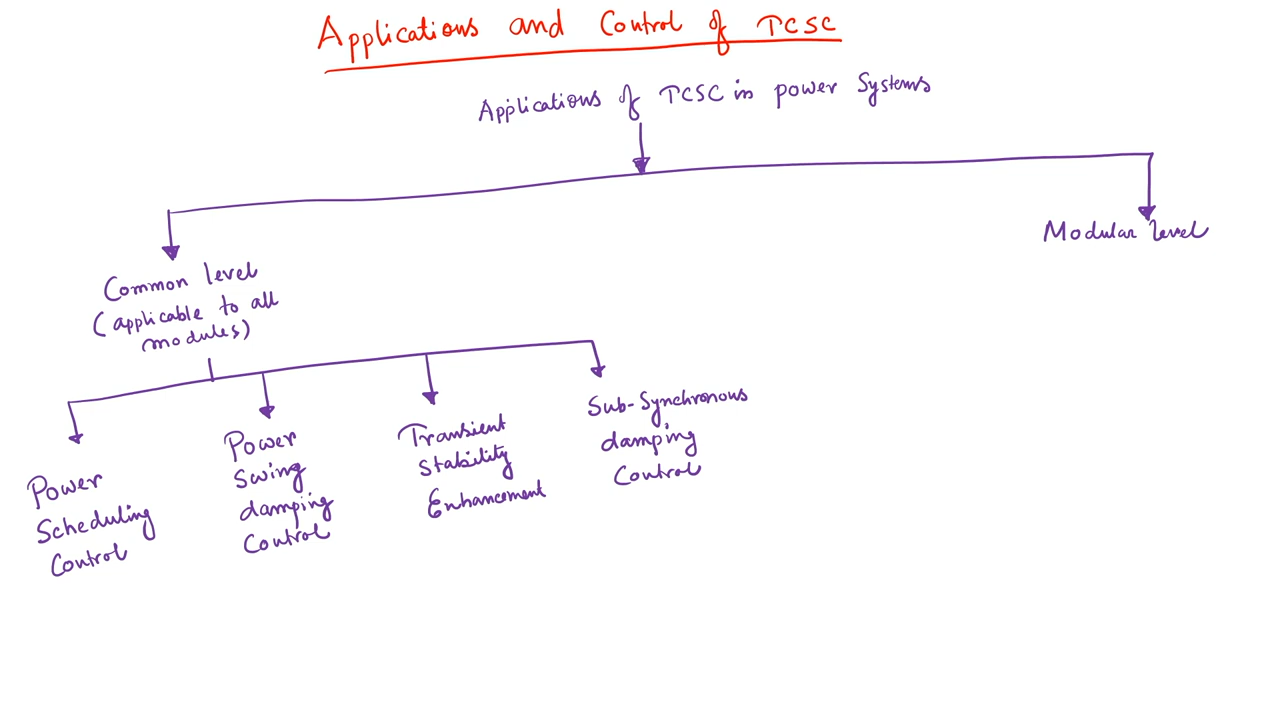 Applications and Control of TCSC
Applications of TCSC in power Systems
Modular level
Common level
(applicable to all
modules)
Power
Scheduling
Control
Power
Swing
damping
Control
Transient
Stability
Enhancement
Sub-Synchronous
damping
Control